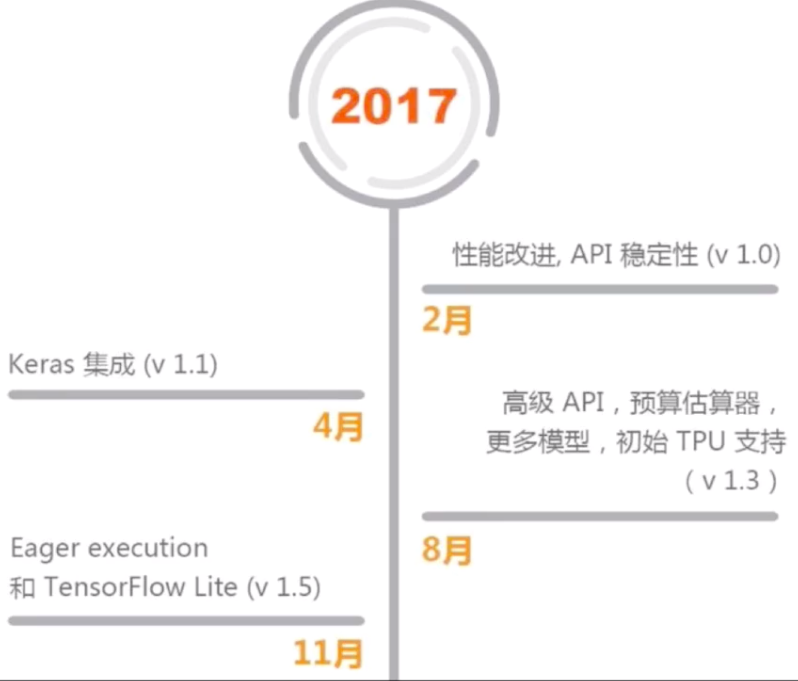 2017
性能改进, API 稳定性 (v 1.0)
2月
Keras 集成 (v 1.1)
4月
高级 API，预算估算器，
更多模型，初始 TPU 支持
（v 1.3）
8月
Eager execution
和 TensorFlow Lite (v 1.5)
11月